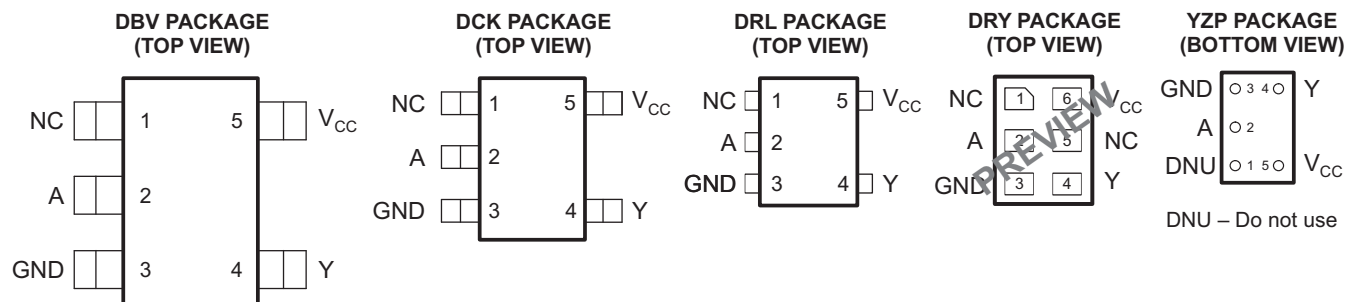 DBV PACKAGE
(TOP VIEW)
NC 1 5 VCC
A 2
GND 3 4 Y
DCK PACKAGE
(TOP VIEW)
NC 1 5 VCC
A 2
GND 3 4 Y
DRL PACKAGE
(TOP VIEW)
NC 1 5 VCC
A 2
GND 3 4 Y
DRY PACKAGE
(TOP VIEW)
NC 1 6 VCC
A 2 5 NC
GND 3 4 Y
PREVIEW
YZP PACKAGE
(BOTTOM VIEW)
GND 3 4 Y
A 2
DNU 1 5 VCC
DNU – Do not use